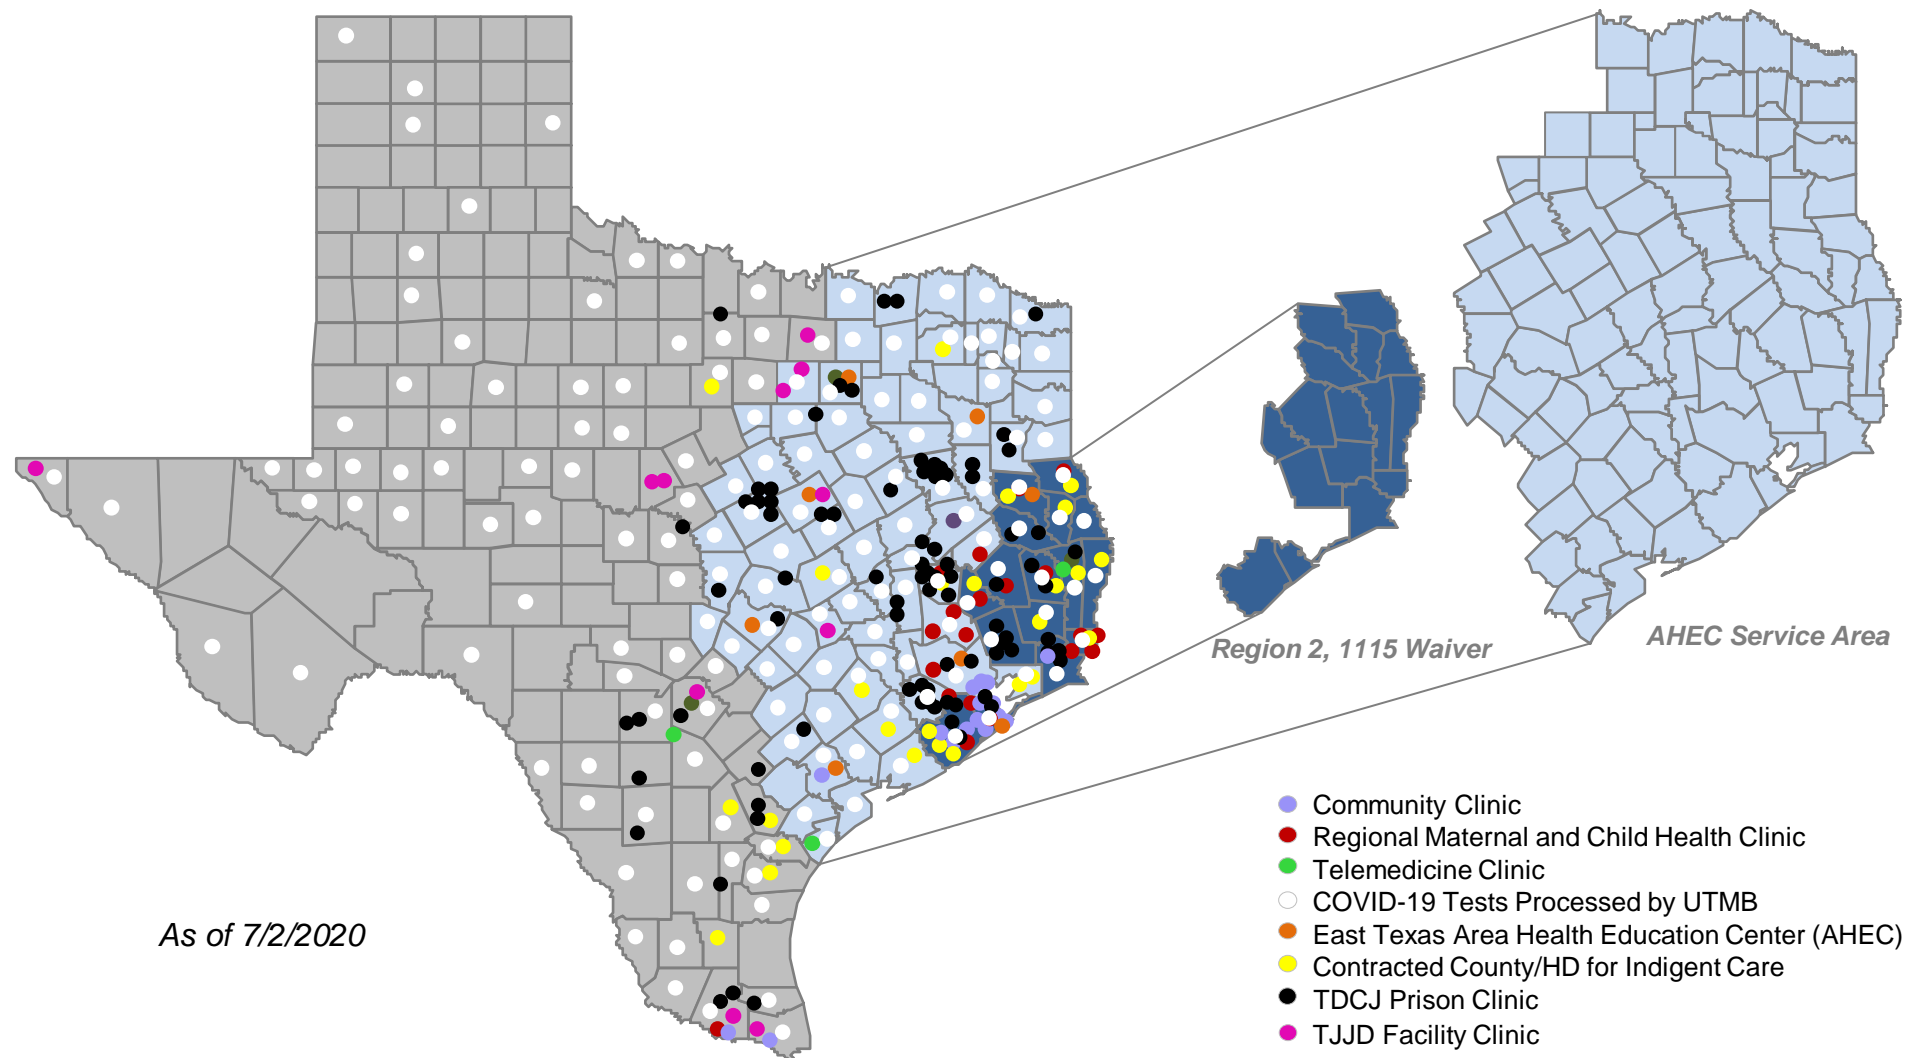 Region 2, 1115 Waiver
AHEC Service Area
As of 7/2/2020
Community Clinic
Regional Maternal and Child Health Clinic
Telemedicine Clinic
COVID-19 Tests Processed by UTMB
East Texas Area Health Education Center (AHEC)
Contracted County/HD for Indigent Care
TDCJ Prison Clinic
TJJD Facility Clinic